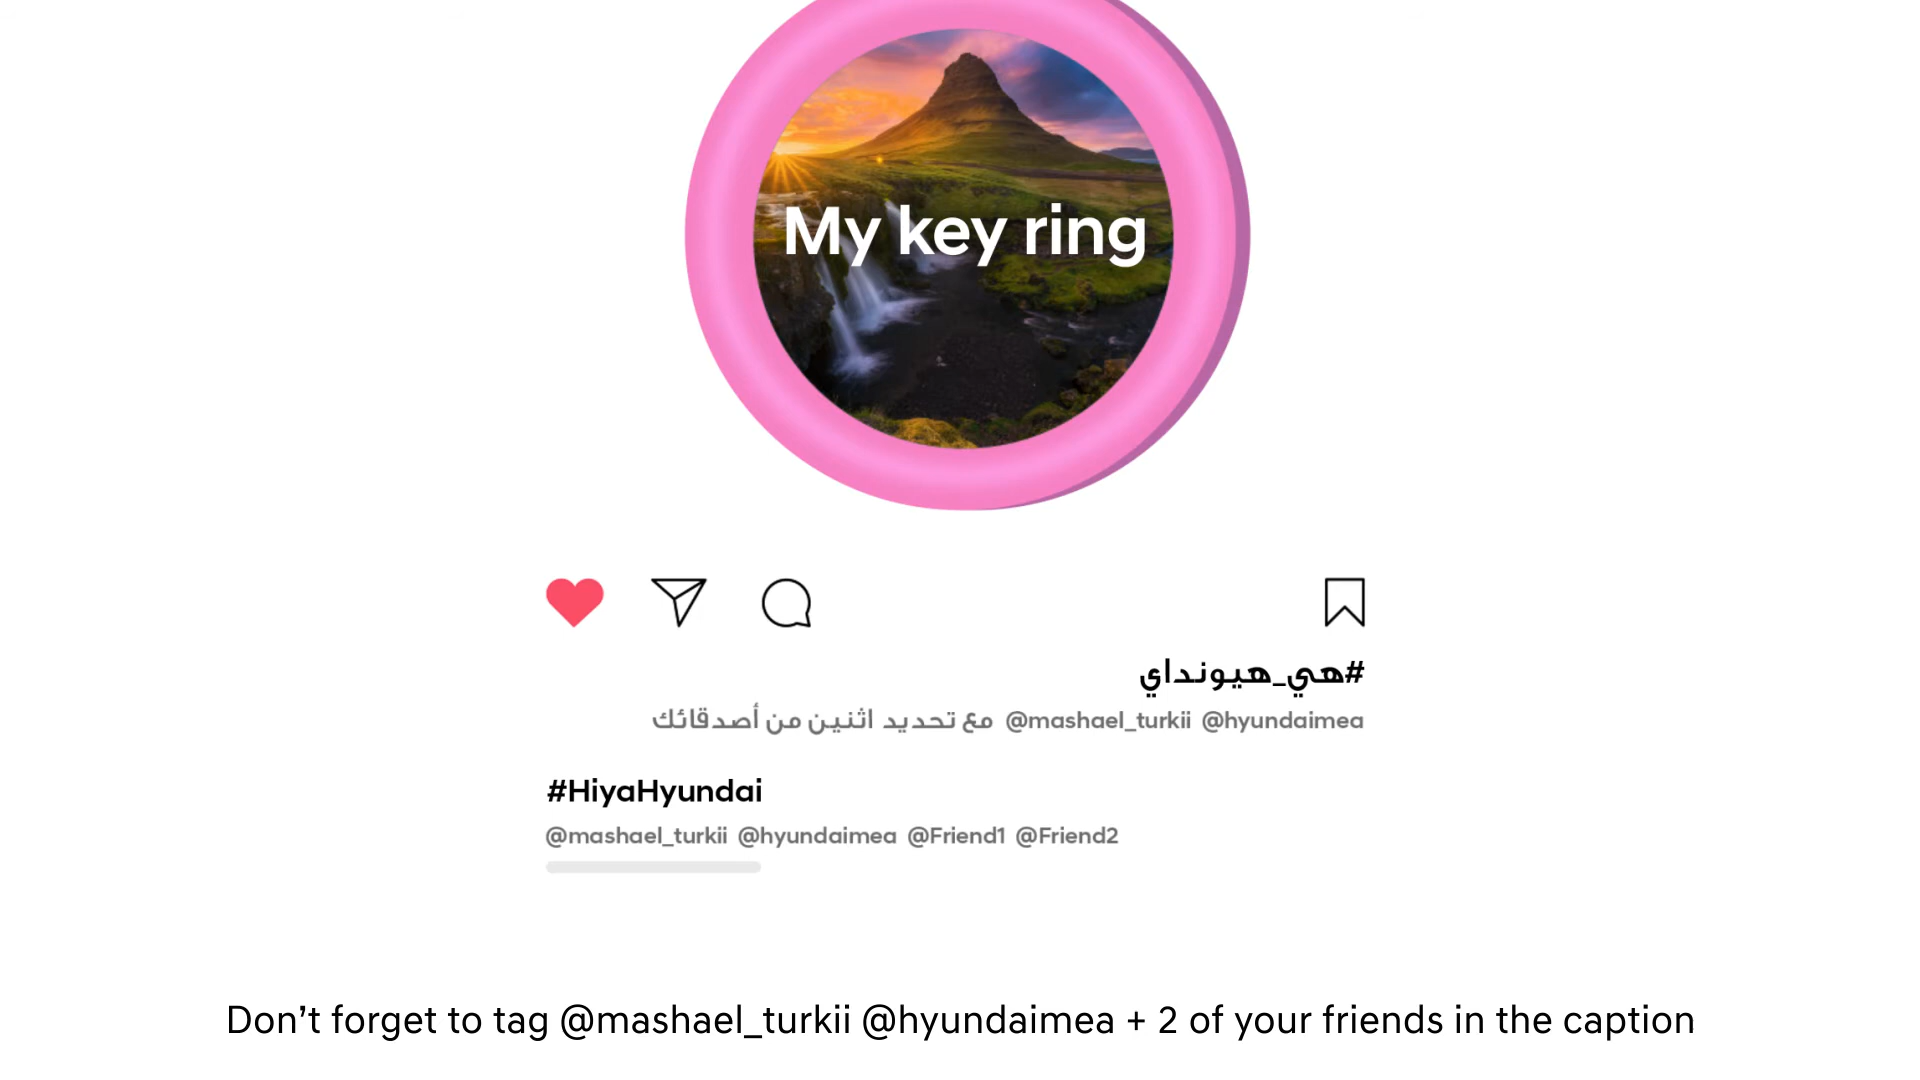 My key ring
#هي_هيونداي
@hyundaimea @mashael_turkii مع تحديد اثنين من أصدقائك
#HiyaHyundai
@mashael_turkii @hyundaimea @Friend1 @Friend2
Don’t forget to tag @mashael_turkii @hyundaimea + 2 of your friends in the caption